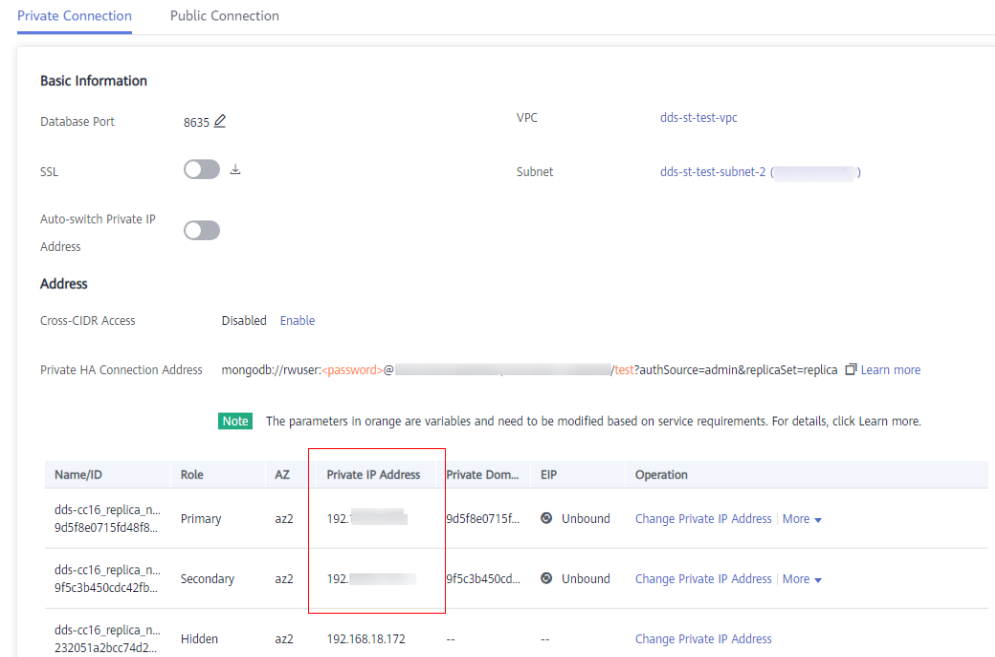 Private Connection Public Connection
Basic Information
Database Port 8635 VPC dds-st-test-vpc
SSL Subnet dds-st-test-subnet-2 ( )
Auto-switch Private IP
Address
Address
Cross-CIDR Access Disabled Enable
Private HA Connection Address mongodb://rwuser:<password>@ /test?authSource=admin&replicaSet=replica Learn more
Note The parameters in orange are variables and need to be modified based on service requirements. For details, click Learn more.
Name/ID Role AZ Private IP Address Private Dom... EIP Operation
dds-cc16_replica_n...
9d5f8e0715fd48f8... Primary az2 192. 9d5f8e0715f... Unbound Change Private IP Address More
dds-cc16_replica_n...
9f5c3b450cdc42fb... Secondary az2 192. 9f5c3b450cd... Unbound Change Private IP Address More
dds-cc16_replica_n...
232051a2bcc74d2... Hidden az2 192.168.18.172 -- -- Change Private IP Address